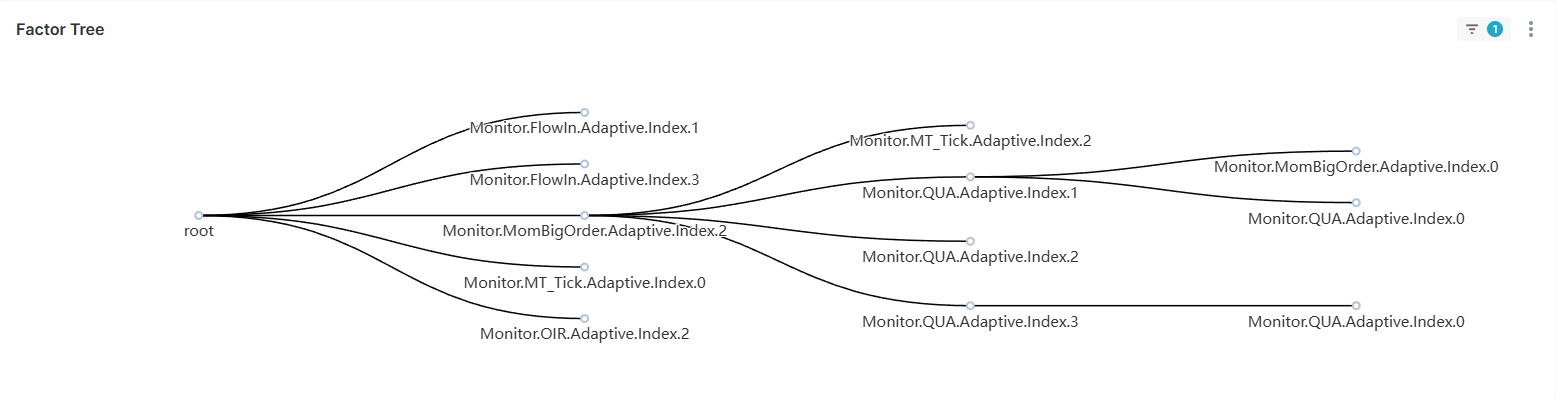 Factor Tree
1
Monitor.FlowIn.Adaptive.Index.1
Monitor.FlowIn.Adaptive.Index.3
root
Monitor.MomBigOrder.Adaptive.Index.2
Monitor.MT_Tick.Adaptive.Index.0
Monitor.OIR.Adaptive.Index.2
Monitor.MT_Tick.Adaptive.Index.2
Monitor.QUA.Adaptive.Index.1
Monitor.QUA.Adaptive.Index.2
Monitor.QUA.Adaptive.Index.3
Monitor.MomBigOrder.Adaptive.Index.0
Monitor.QUA.Adaptive.Index.0
Monitor.QUA.Adaptive.Index.0